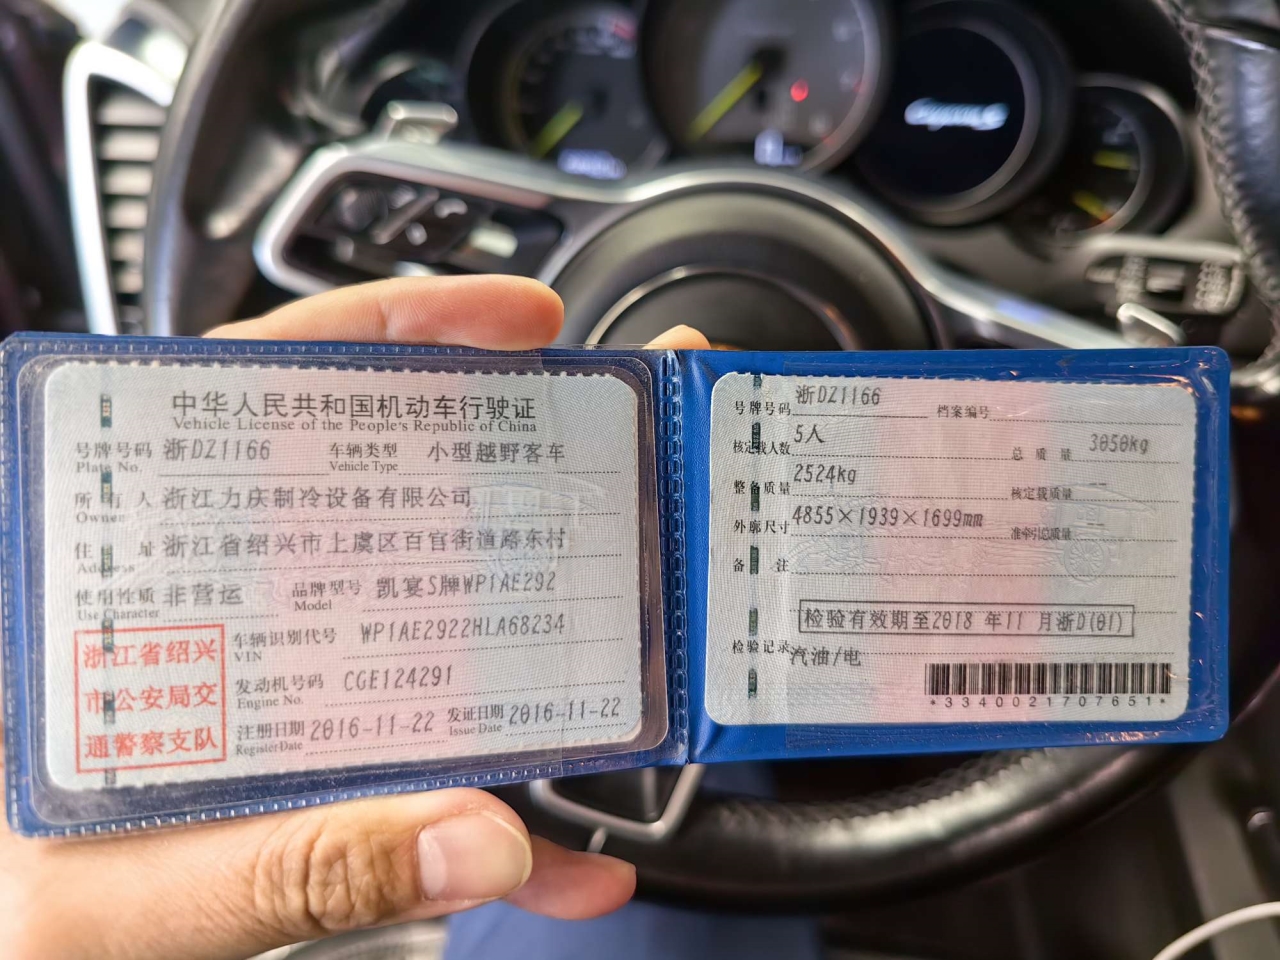 Cayenne S
中华人民共和国机动车行驶证
Vehicle License of the People's Republic of China
号牌号码 浙DZ1166 车辆类型 小型越野客车
Plate No. Vehicle Type
所有人 浙江力庆制冷设备有限公司
Owner
住址 浙江省绍兴市上虞区百官街道路东村
Address
使用性质 非营运 品牌型号 凯宴S牌WP1AE292
Use Character Model
浙江省绍兴
市公安局交
通警察支队
车辆识别代号 WP1AE2922HLA68234
VIN
发动机号码 CGE124291
Engine No.
注册日期 2016-11-22 发证日期 2016-11-22
Register Date Issue Date
号牌号码 浙DZ1166 档案编号
核定载人数 5人 总质量 3050kg
整备质量 2524kg 核定载质量 --
外廓尺寸 4855×1939×1699mm 准牵引总质量 --
备注
检验有效期至2018 年11 月浙D(01)
检验记录 汽油/电
*3340021707651*